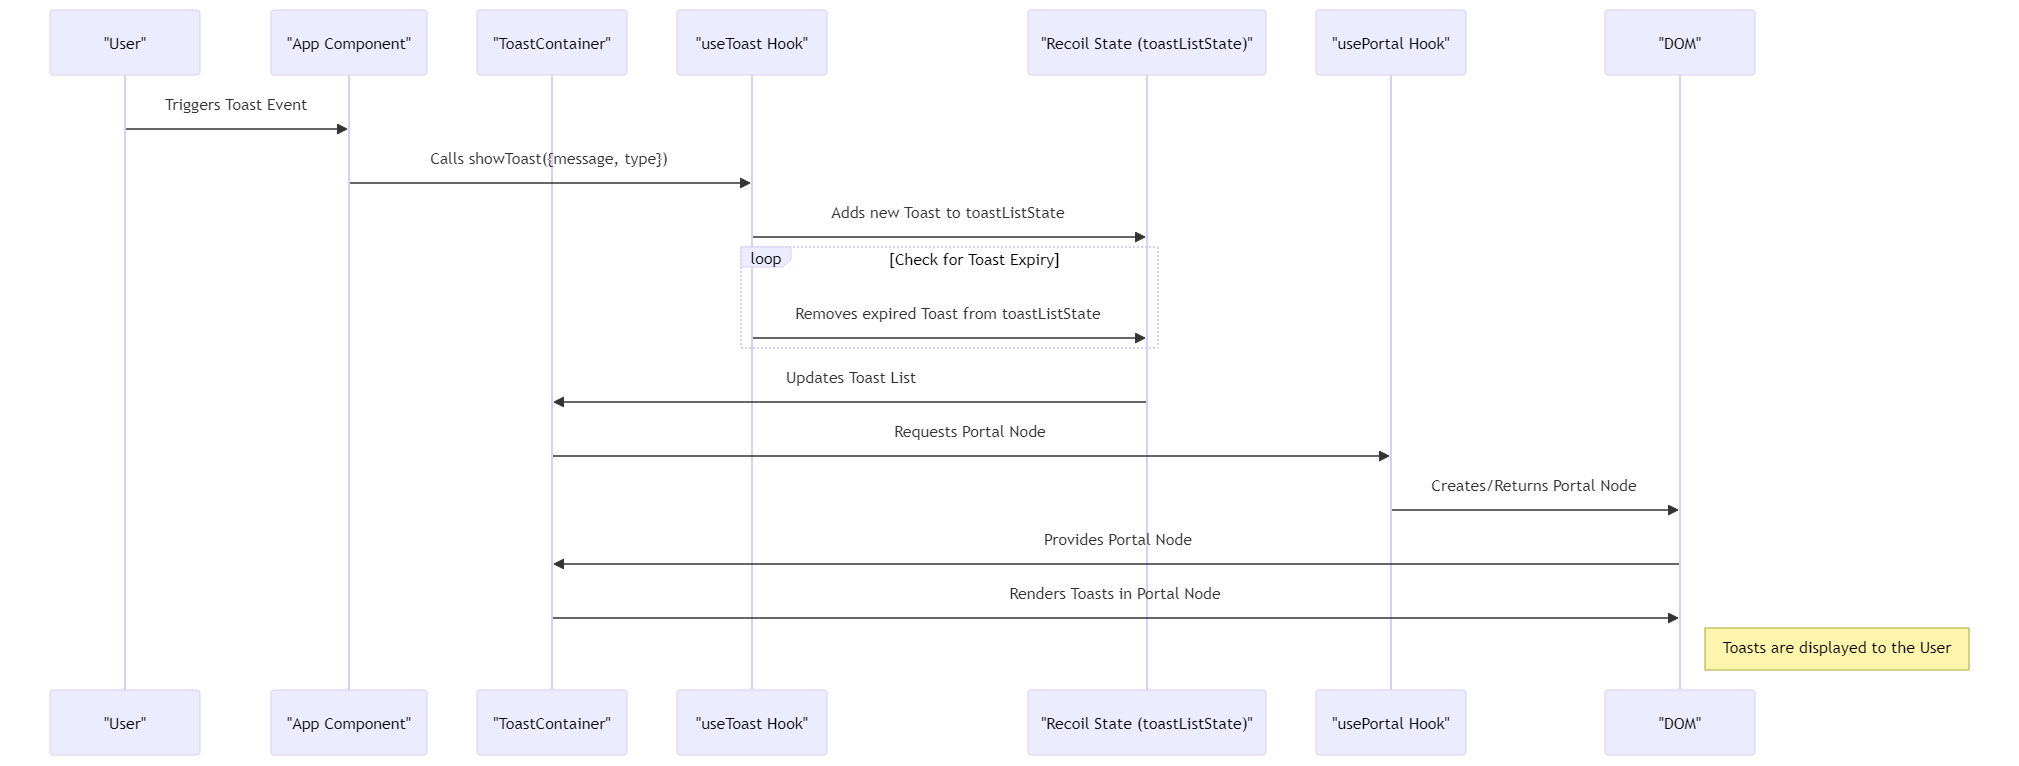 "User"
"App Component"
"ToastContainer"
"useToast Hook"
"Recoil State (toastListState)"
"usePortal Hook"
"DOM"
Triggers Toast Event
Calls showToast({message, type})
Adds new Toast to toastListState
loop
[Check for Toast Expiry]
Removes expired Toast from toastListState
Updates Toast List
Requests Portal Node
Creates/Returns Portal Node
Provides Portal Node
Renders Toasts in Portal Node
Toasts are displayed to the User
"User"
"App Component"
"ToastContainer"
"useToast Hook"
"Recoil State (toastListState)"
"usePortal Hook"
"DOM"